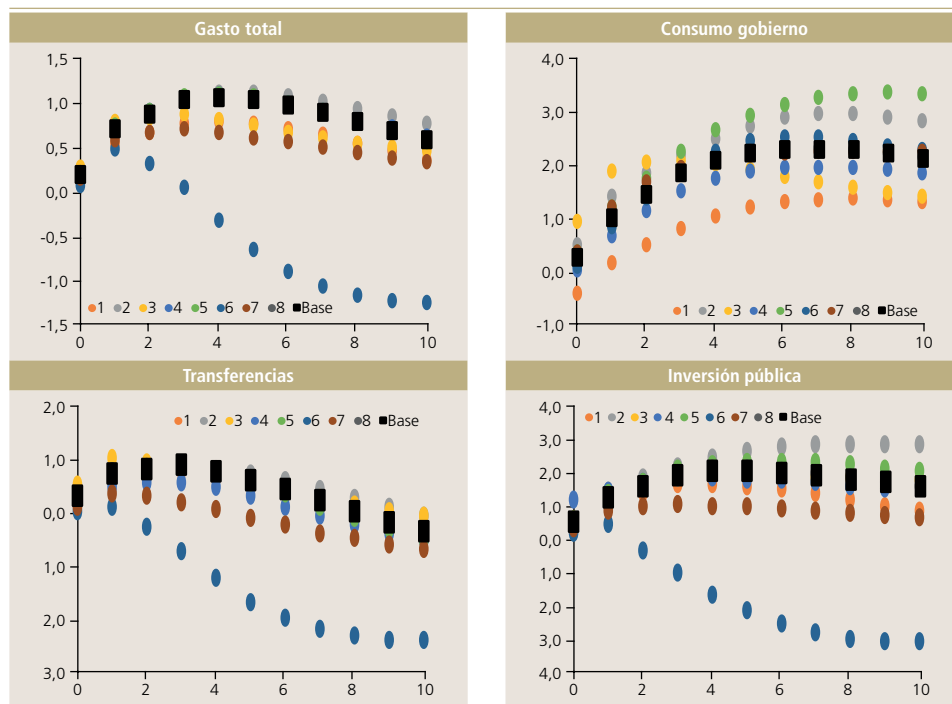 Gasto total
1,5
1,0
0,5
0,0
-0,5
-1,0
-1,5
1 2 3 4 5 6 7 8 Base
0 2 4 6 8 10
Consumo gobierno
4,0
3,0
2,0
1,0
0,0
-1,0
1 2 3 4 5 6 7 8 Base
0 2 4 6 8 10
Transferencias
2,0
1,0
0,0
1,0
2,0
3,0
1 2 3 4 5 6 7 8 Base
0 2 4 6 8 10
Inversión pública
4,0
3,0
2,0
1,0
0,0
1,0
2,0
3,0
4,0
1 2 3 4 5 6 7 8 Base
0 2 4 6 8 10